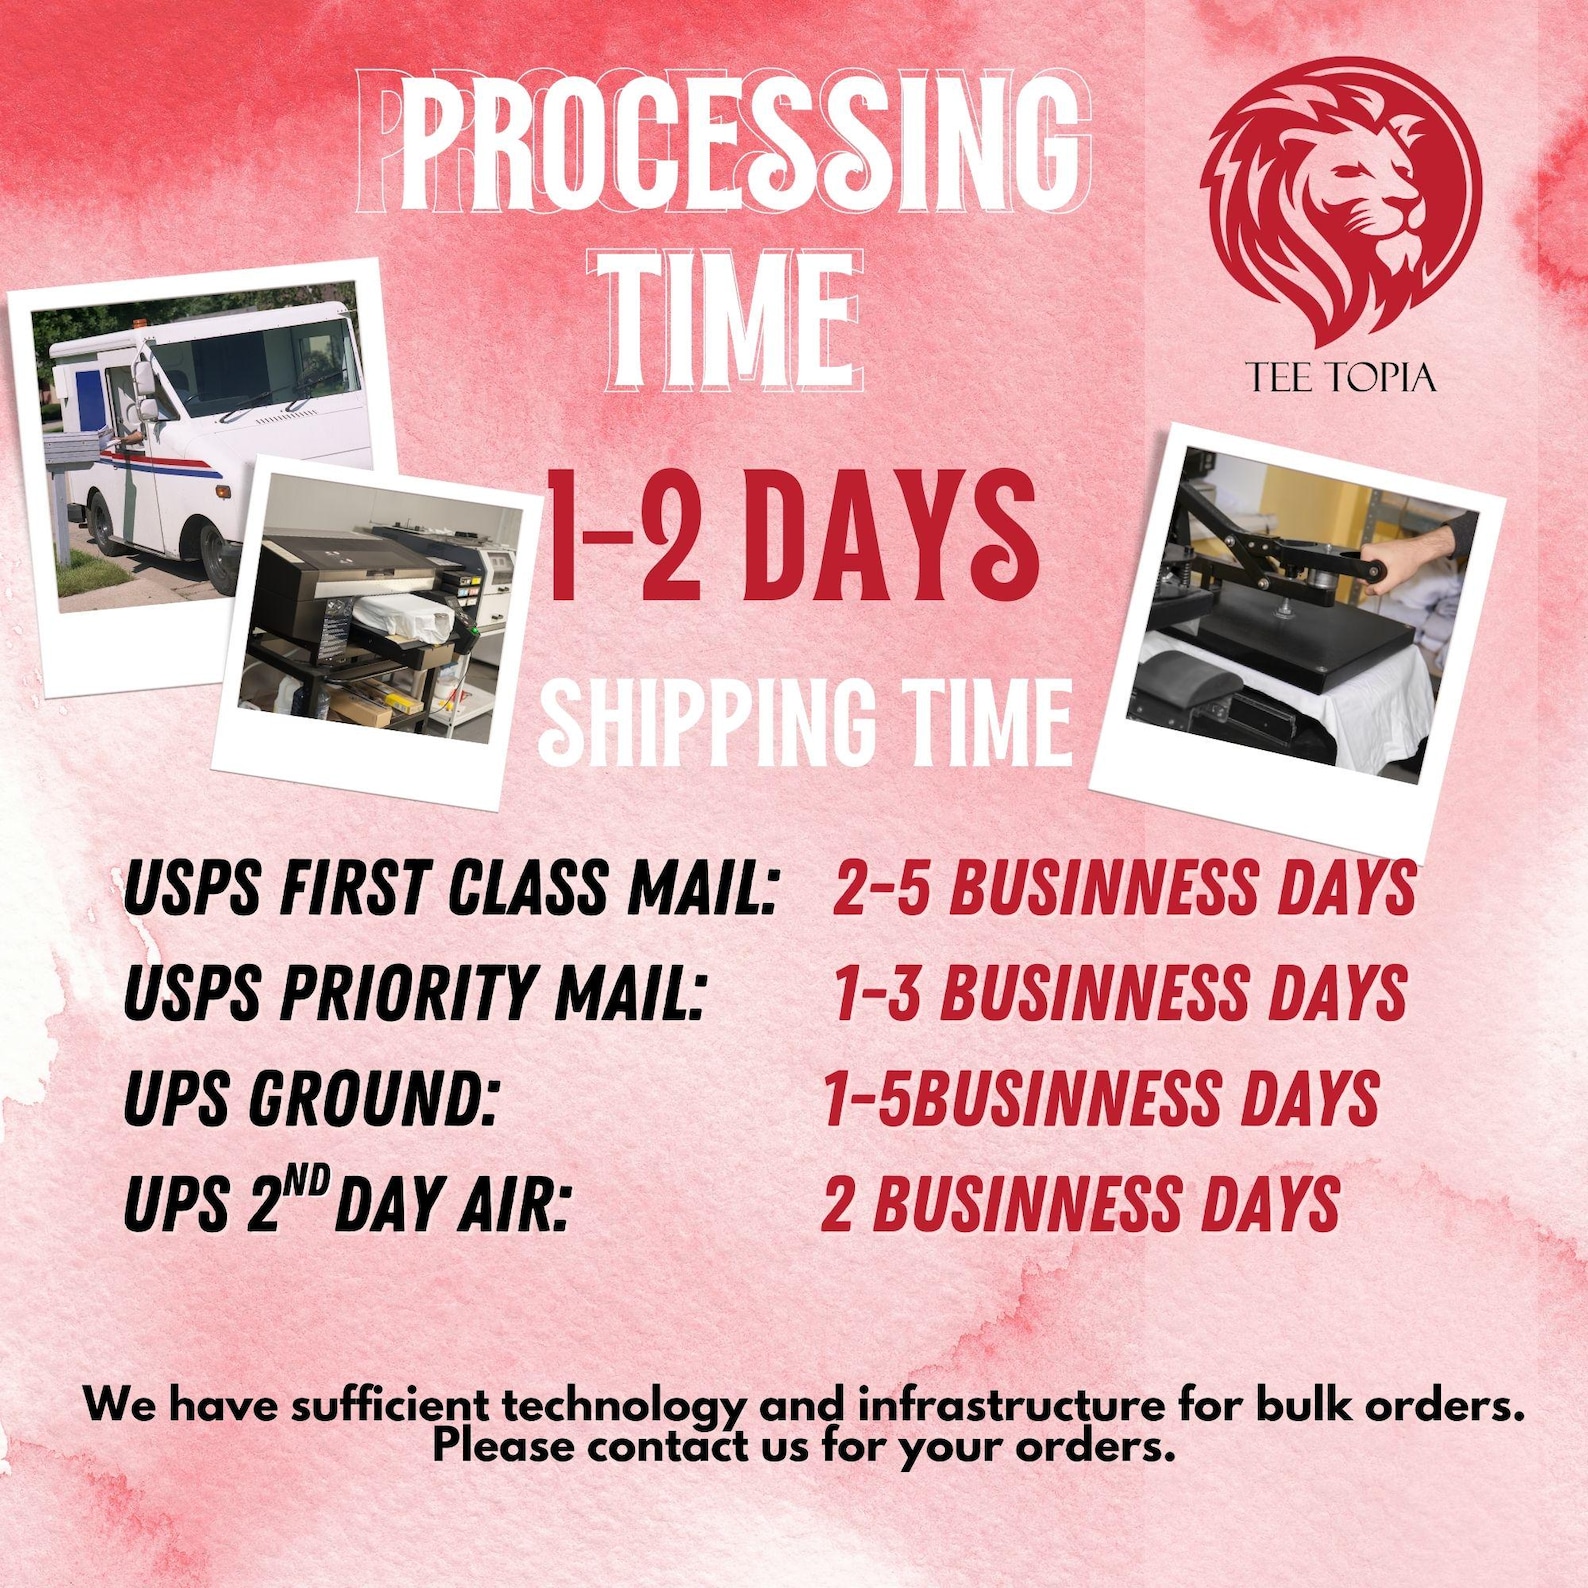 PROCESSING
TIME
TEE TOPIA
1-2 DAYS
SHIPPING TIME
USPS FIRST CLASS MAIL: 2-5 BUSINNESS DAYS
USPS PRIORITY MAIL: 1-3 BUSINNESS DAYS
UPS GROUND: 1-5BUSINNESS DAYS
UPS 2ND DAY AIR: 2 BUSINNESS DAYS
We have sufficient technology and infrastructure for bulk orders.
Please contact us for your orders.